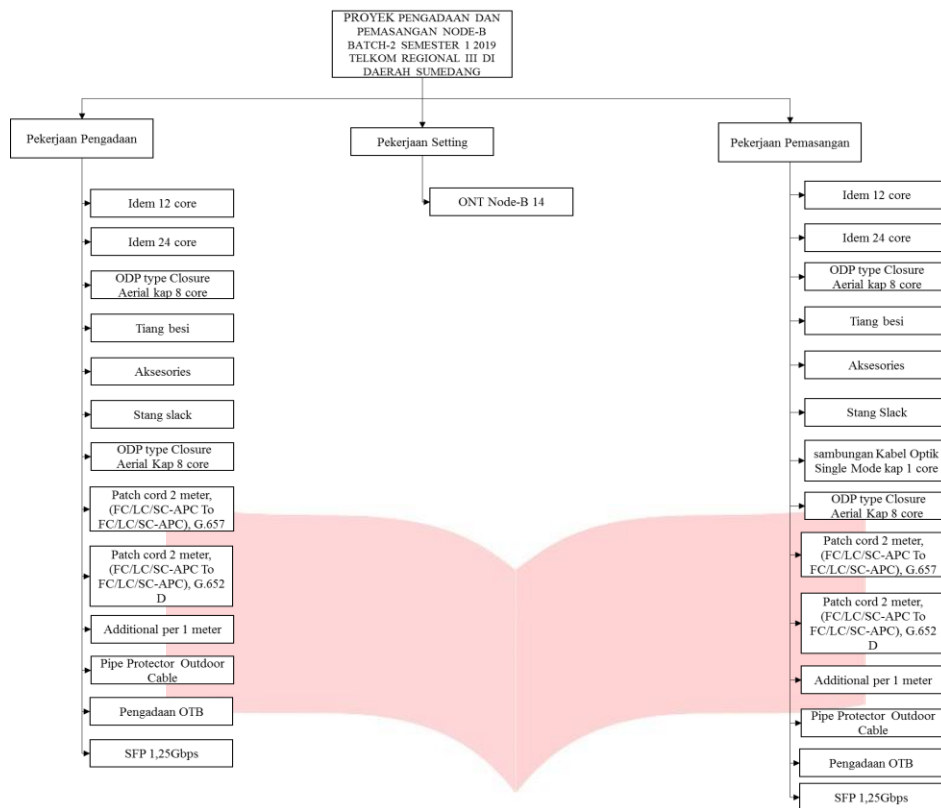 PROYEK PENGADAAN DAN
PEMASANGAN NODE-B
BATCH-2 SEMESTER 1 2019
TELKOM REGIONAL III DI
DAERAH SUMEDANG
Pekerjaan Pengadaan
Idem 12 core
Idem 24 core
ODP type Closure
Aerial kap 8 core
Tiang besi
Aksesories
Stang slack
ODP type Closure
Aerial Kap 8 core
Patch cord 2 meter,
(FC/LC/SC-APC To
FC/LC/SC-APC), G.657
Patch cord 2 meter,
(FC/LC/SC-APC To
FC/LC/SC-APC), G.652
D
Additional per 1 meter
Pipe Protector Outdoor
Cable
Pengadaan OTB
SFP 1,25Gbps
Pekerjaan Setting
ONT Node-B 14
Pekerjaan Pemasangan
Idem 12 core
Idem 24 core
ODP type Closure
Aerial kap 8 core
Tiang besi
Aksesories
Stang Slack
sambungan Kabel Optik
Single Mode kap 1 core
ODP type Closure
Aerial Kap 8 core
Patch cord 2 meter,
(FC/LC/SC-APC To
FC/LC/SC-APC), G.657
Patch cord 2 meter,
(FC/LC/SC-APC To
FC/LC/SC-APC), G.652
D
Additional per 1 meter
Pipe Protector Outdoor
Cable
Pengadaan OTB
SFP 1,25Gbps